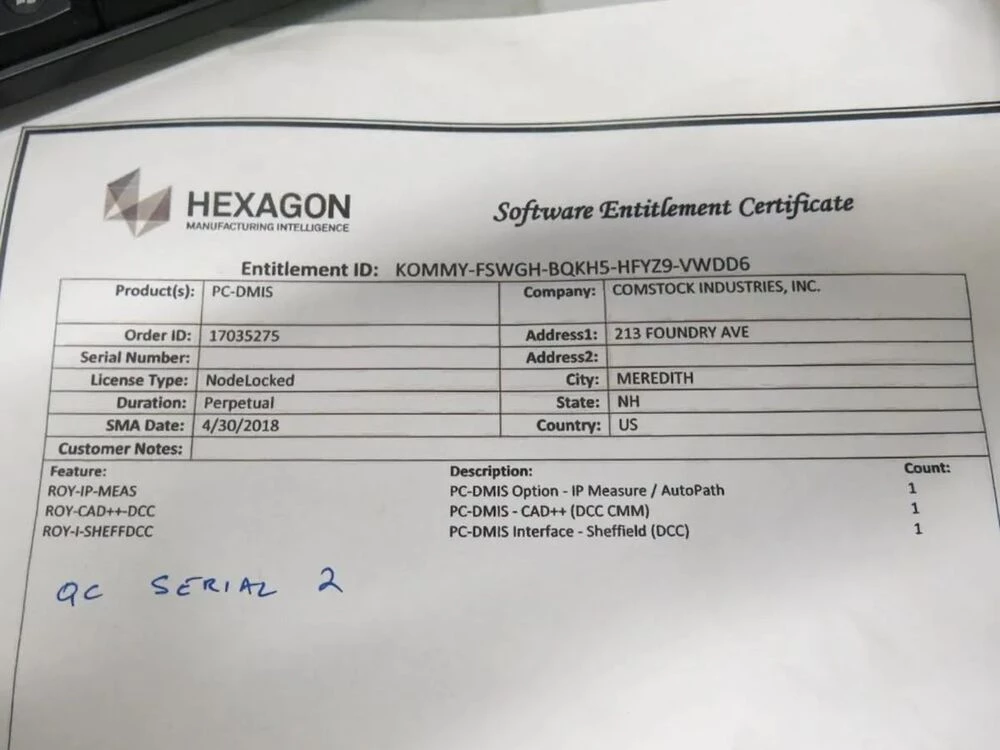 HEXAGON
MANUFACTURING INTELLIGENCE
Software Entitlement Certificate
Entitlement ID: KOMMY-FSWGH-BQKH5-HFYZ9-VWDD6
Product(s): PC-DMIS Company: COMSTOCK INDUSTRIES, INC.
Order ID: 17035275 Address1: 213 FOUNDRY AVE
Serial Number: Address2:
License Type: NodeLocked City: MEREDITH
Duration: Perpetual State: NH
SMA Date: 4/30/2018 Country: US
Customer Notes:
Feature: Description: Count:
ROY-IP-MEAS PC-DMIS Option - IP Measure / AutoPath 1
ROY-CAD++-DCC PC-DMIS - CAD++ (DCC CMM) 1
ROY-I-SHEFFDCC PC-DMIS Interface - Sheffield (DCC) 1
QC SERIAL 2